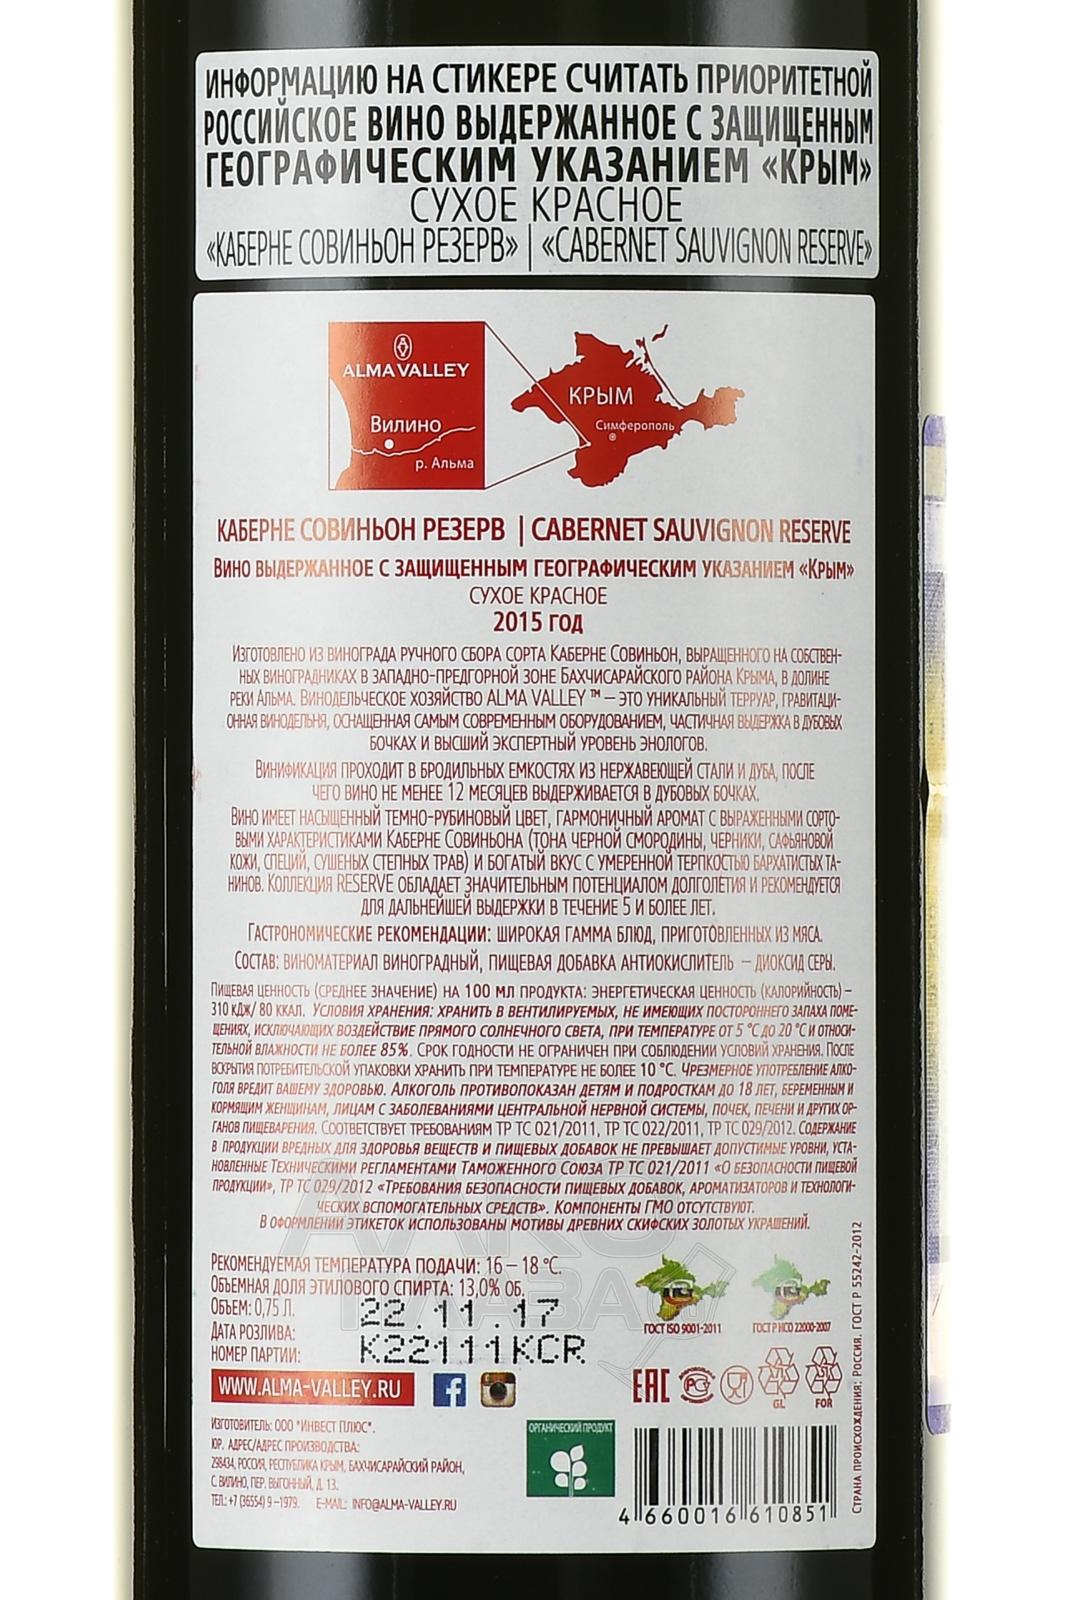 ИНФОРМАЦИЮ НА СТИКЕРЕ СЧИТАТЬ ПРИОРИТЕТНОЙ
РОССИЙСКОЕ ВИНО ВЫДЕРЖАННОЕ С ЗАЩИЩЕННЫМ
ГЕОГРАФИЧЕСКИМ УКАЗАНИЕМ «КРЫМ»
СУХОЕ КРАСНОЕ
«КАБЕРНЕ СОВИНЬОН РЕЗЕРВ» | «CABERNET SAUVIGNON RESERVE»
ALMA VALLEY
Вилино
р. Альма
КРЫМ
Симферополь
КАБЕРНЕ СОВИНЬОН РЕЗЕРВ | CABERNET SAUVIGNON RESERVE
Вино выдержанное с защищенным географическим указанием «Крым»
СУХОЕ КРАСНОЕ
2015 ГОД
Изготовлено из винограда ручного сбора сорта Каберне Совиньон, выращенного на собствен-
ных виноградниках в западно-предгорной зоне Бахчисарайского района Крыма, в долине
реки Альма. Винодельческое хозяйство ALMA VALLEY ™ – это уникальный терруар, гравитаци-
онная винодельня, оснащенная самым современным оборудованием, частичная выдержка в дубовых
бочках и высший экспертный уровень энологов.
Винификация проходит в бродильных емкостях из нержавеющей стали и дуба, после
чего вино не менее 12 месяцев выдерживается в дубовых бочках.
Вино имеет насыщенный темно-рубиновый цвет, гармоничный аромат с выраженными сорто-
выми характеристиками Каберне Совиньона (тона черной смородины, черники, сафьяновой
кожи, специй, сушеных степных трав) и богатый вкус с умеренной терпкостью бархатистых та-
нинов. Коллекция RESERVE обладает значительным потенциалом долголетия и рекомендуется
для дальнейшей выдержки в течение 5 и более лет.
Гастрономические рекомендации: широкая гамма блюд, приготовленных из мяса.
Состав: виноматериал виноградный, пищевая добавка антиокислитель – диоксид серы.
Пищевая ценность (среднее значение) на 100 мл продукта: энергетическая ценность (калорийность) –
310 кДж/ 80 ккал. Условия хранения: хранить в вентилируемых, не имеющих постороннего запаха поме-
щениях, исключающих воздействие прямого солнечного света, при температуре от 5 °C до 20 °C и относи-
тельной влажности не более 85%. Срок годности не ограничен при соблюдении условий хранения. После
вскрытия потребительской упаковки хранить при температуре не более 10 °C. Чрезмерное употребление алко-
голя вредит вашему здоровью. Алкоголь противопоказан детям и подросткам до 18 лет, беременным и
кормящим женщинам, лицам с заболеваниями центральной нервной системы, почек, печени и других ор-
ганов пищеварения. Соответствует требованиям ТР ТС 021/2011, ТР ТС 022/2011, ТР ТС 029/2012. Содержание
в продукции вредных для здоровья веществ и пищевых добавок не превышает допустимые уровни, уста-
новленные Техническими регламентами Таможенного Союза ТР ТС 021/2011 «О безопасности пищевой
продукции», ТР ТС 029/2012 «Требования безопасности пищевых добавок, ароматизаторов и технологи-
ческих вспомогательных средств». Компоненты ГМО отсутствуют.
В оформлении этикеток использованы мотивы древних скифских золотых украшений.
Рекомендуемая температура подачи: 16 – 18 °C.
Объемная доля этилового спирта: 13,0% об.
Объем: 0,75 л.
Дата розлива: 22.11.17
Номер партии: K22111KCR
ГОСТ ISO 9001-2011
ГОСТ Р ИСО 22000-2007
WWW.ALMA-VALLEY.RU
EAC
GL
FOR
Изготовитель: ООО "Инвест Плюс".
Юр. адрес/адрес производства:
298434, Россия, Республика Крым, Бахчисарайский район,
с. Вилино, пер. Выгонный, д. 13.
Тел.: +7 (36554) 9-1979. E-mail: info@alma-valley.ru
ОРГАНИЧЕСКИЙ ПРОДУКТ
4 660016 610851
Страна происхождения: Россия. ГОСТ Р 55242-2012
АЛКО
ПЛАЗА